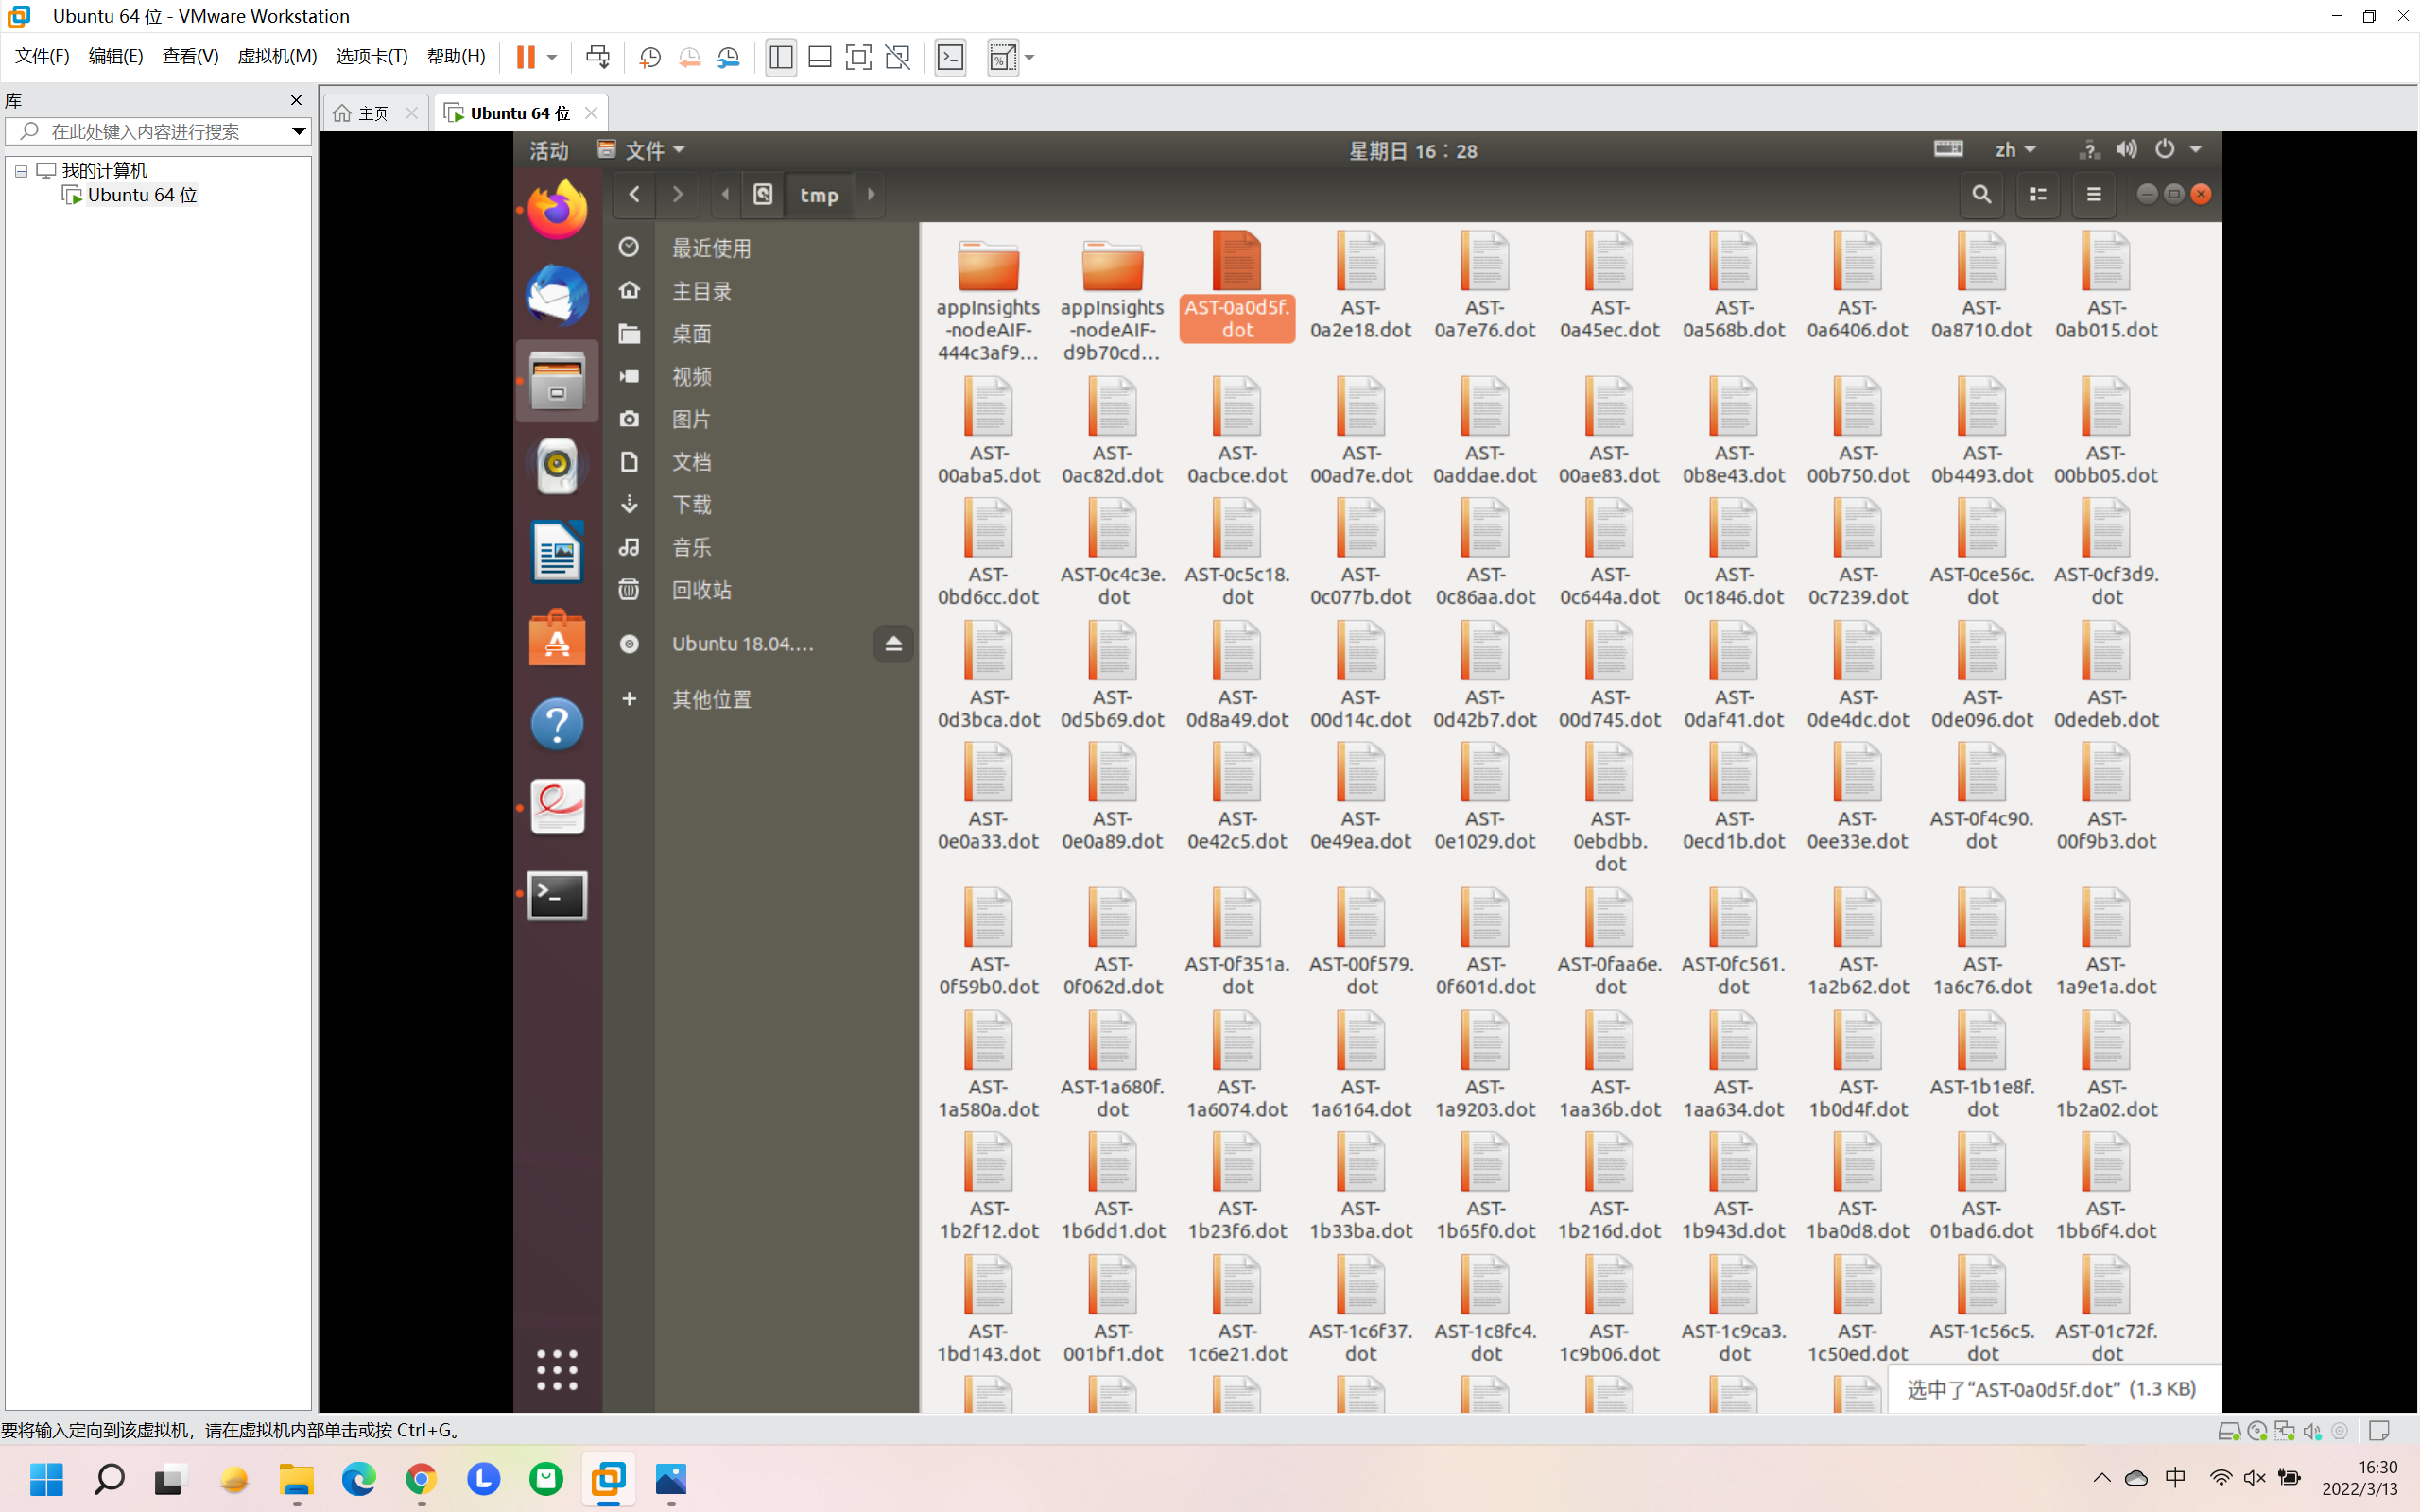 Ubuntu 64 位 - VMware Workstation
文件(F) 编辑(E) 查看(V) 虚拟机(M) 选项卡(T) 帮助(H)
库
在此处键入内容进行搜索
我的计算机
Ubuntu 64 位
主页
Ubuntu 64 位
活动 文件 星期日 16：28 zh
tmp
最近使用
主目录
桌面
视频
图片
文档
下载
音乐
回收站
Ubuntu 18.04....
其他位置
appInsights AST-0a0d5f. AST- AST- AST- AST- AST- AST- AST-
appInsights
-nodeAIF-
444c3af9...
appInsights
-nodeAIF-
d9b70cd...
AST-0a0d5f.
dot
AST-
0a2e18.dot
AST-
0a7e76.dot
AST-
0a45ec.dot
AST-
0a568b.dot
AST-
0a6406.dot
AST-
0a8710.dot
AST-
0ab015.dot
AST-
00aba5.dot
AST-
0ac82d.dot
AST-
0acbce.dot
AST-
00ad7e.dot
AST-
0addae.dot
AST-
00ae83.dot
AST-
0b8e43.dot
AST-
00b750.dot
AST-
0b4493.dot
AST-
00bb05.dot
AST-
0bd6cc.dot
AST-0c4c3e.
dot
AST-0c5c18.
dot
AST-
0c077b.dot
AST-
0c86aa.dot
AST-
0c644a.dot
AST-
0c1846.dot
AST-
0c7239.dot
AST-0ce56c.
dot
AST-0cf3d9.
dot
AST-
0d3bca.dot
AST-
0d5b69.dot
AST-
0d8a49.dot
AST-
00d14c.dot
AST-
0d42b7.dot
AST-
00d745.dot
AST-
0daf41.dot
AST-
0de4dc.dot
AST-
0de096.dot
AST-
0dedeb.dot
AST-
0e0a33.dot
AST-
0e0a89.dot
AST-
0e42c5.dot
AST-
0e49ea.dot
AST-
0e1029.dot
AST-
0ebdbb.
dot
AST-
0ecd1b.dot
AST-
0ee33e.dot
AST-0f4c90.
dot
AST-
00f9b3.dot
AST-
0f59b0.dot
AST-
0f062d.dot
AST-0f351a.
dot
AST-00f579.
dot
AST-
0f601d.dot
AST-0faa6e.
dot
AST-0fc561.
dot
AST-
1a2b62.dot
AST-
1a6c76.dot
AST-
1a9e1a.dot
AST-
1a580a.dot
AST-1a680f.
dot
AST-
1a6074.dot
AST-
1a6164.dot
AST-
1a9203.dot
AST-
1aa36b.dot
AST-
1aa634.dot
AST-
1b0d4f.dot
AST-1b1e8f.
dot
AST-
1b2a02.dot
AST-
1b2f12.dot
AST-
1b6dd1.dot
AST-
1b23f6.dot
AST-
1b33ba.dot
AST-
1b65f0.dot
AST-
1b216d.dot
AST-
1b943d.dot
AST-
1ba0d8.dot
AST-
01bad6.dot
AST-
1bb6f4.dot
AST-
1bd143.dot
AST-
001bf1.dot
AST-
1c6e21.dot
AST-1c6f37.
dot
AST-1c8fc4.
dot
AST-
1c9b06.dot
AST-1c9ca3.
dot
AST-
1c50ed.dot
AST-1c56c5.
dot
AST-01c72f.
dot
选中了“AST-0a0d5f.dot” (1.3 KB)
要将输入定向到该虚拟机，请在虚拟机内部单击或按 Ctrl+G。
中
16:30
2022/3/13